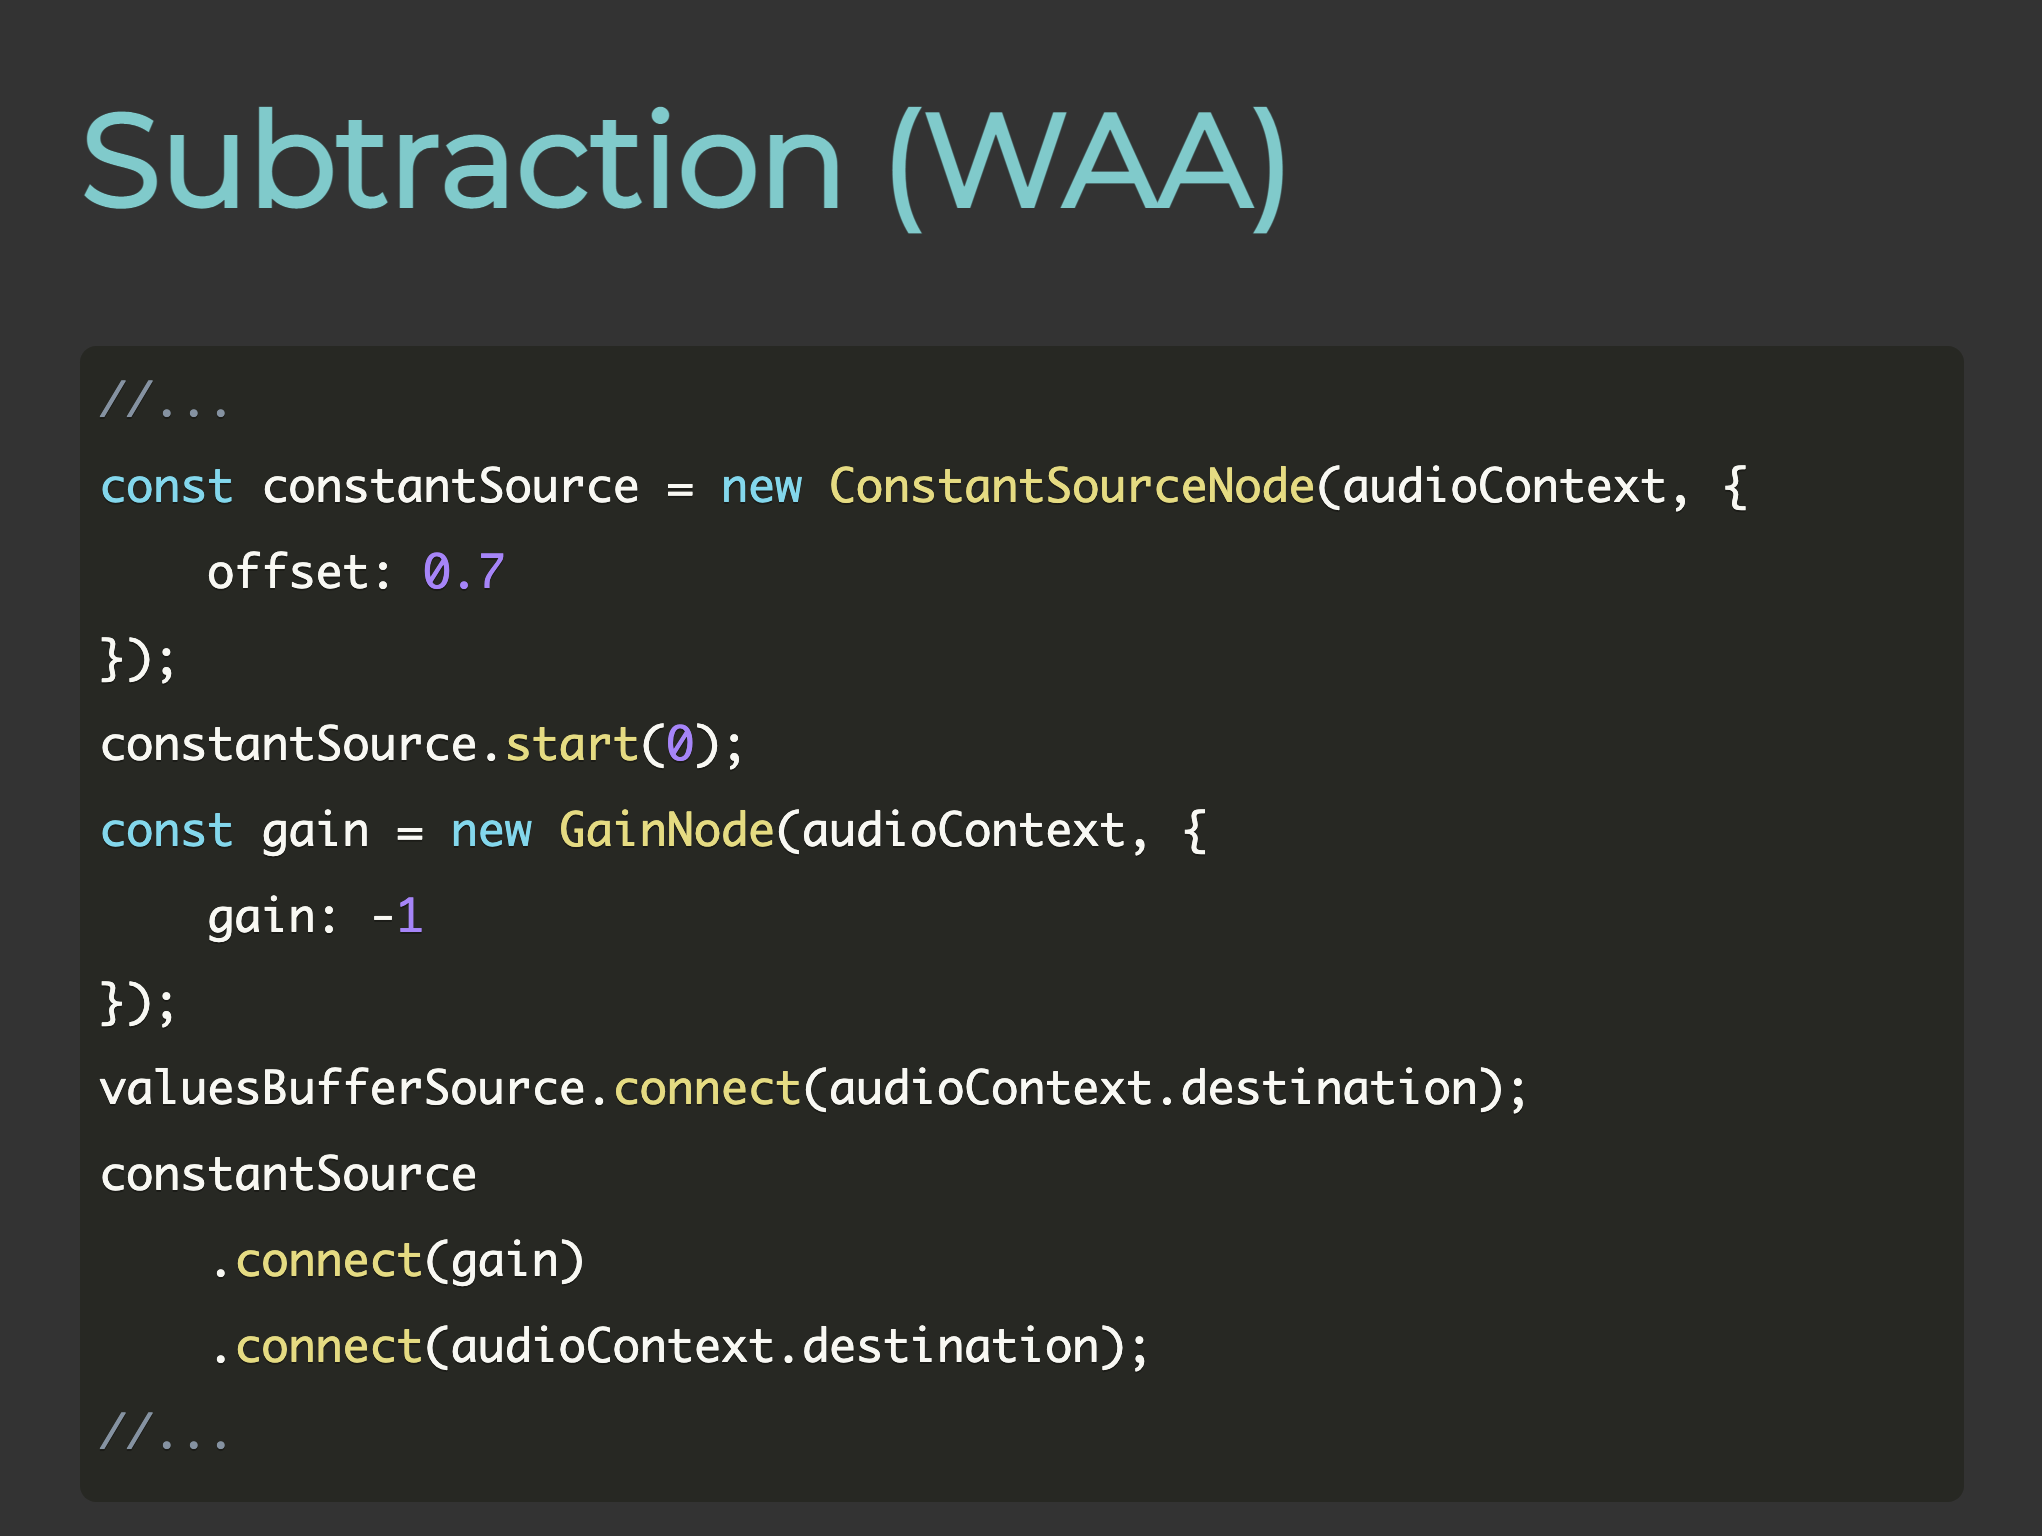 Subtraction (WAA)
//...
const constantSource = new ConstantSourceNode(audioContext, {
    offset: 0.7
});
constantSource.start(0);
const gain = new GainNode(audioContext, {
    gain: -1
});
valuesBufferSource.connect(audioContext.destination);
constantSource
    .connect(gain)
    .connect(audioContext.destination);
//...